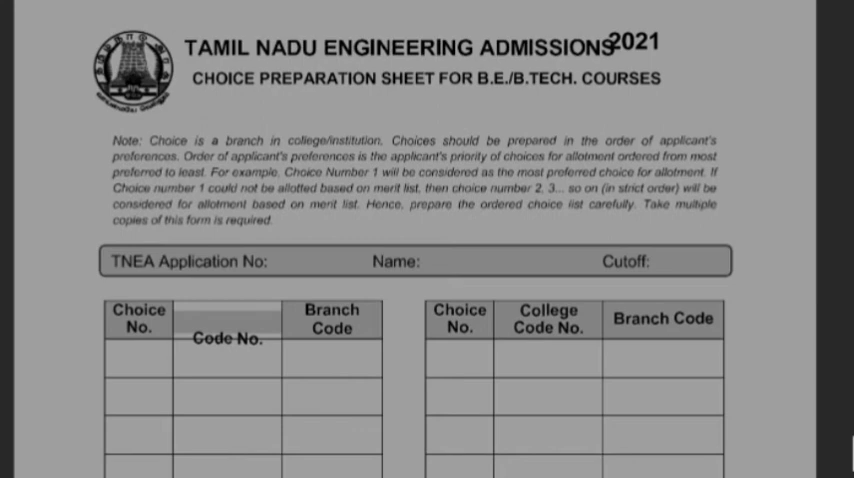 TAMIL NADU ENGINEERING ADMISSIONS 2021
CHOICE PREPARATION SHEET FOR B.E./B.TECH. COURSES
Note: Choice is a branch in college/institution. Choices should be prepared in the order of applicant's
preferences. Order of applicant's preferences is the applicant's priority of choices for allotment ordered from most
preferred to least. For example, Choice Number 1 will be considered as the most preferred choice for allotment. If
Choice number 1 could not be allotted based on merit list, then choice number 2, 3... so on (in strict order) will be
considered for allotment based on merit list. Hence, prepare the ordered choice list carefully. Take multiple
copies of this form is required.
TNEA Application No: Name: Cutoff:
Choice No. Code No. Branch Code
Choice No. College Code No. Branch Code